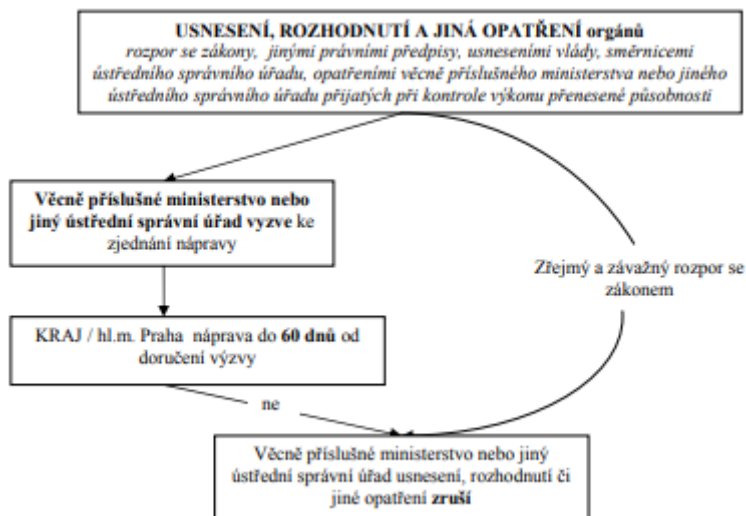 USNESENÍ, ROZHODNUTÍ A JINÁ OPATŘENÍ orgánů
rozpor se zákony, jinými právními předpisy, usneseními vlády, směrnicemi
ústředního správního úřadu, opatřeními věcně příslušného ministerstva nebo jiného
ústředního správního úřadu přijatých při kontrole výkonu přenesené působnosti
Věcně příslušné ministerstvo nebo
jiný ústřední správní úřad vyzve ke
zjednání nápravy
Zřejmý a závažný rozpor se
zákonem
KRAJ / hl.m. Praha náprava do 60 dnů od
doručení výzvy
ne
Věcně příslušné ministerstvo nebo jiný
ústřední správní úřad usnesení, rozhodnutí či
jiné opatření zruší